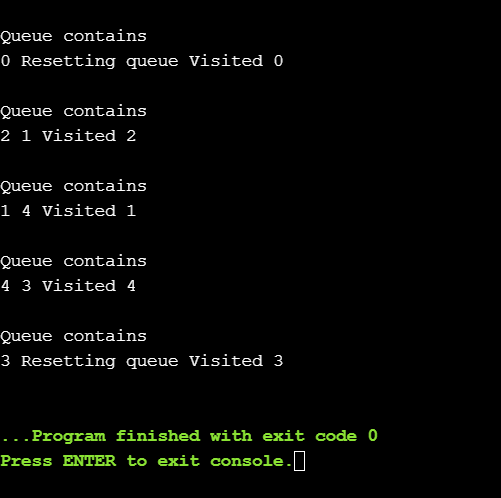 Queue contains
0 Resetting queue Visited 0
Queue contains
2 1 Visited 2
Queue contains
1 4 Visited 1
Queue contains
4 3 Visited 4
Queue contains
3 Resetting queue Visited 3
...Program finished with exit code 0
Press ENTER to exit console.